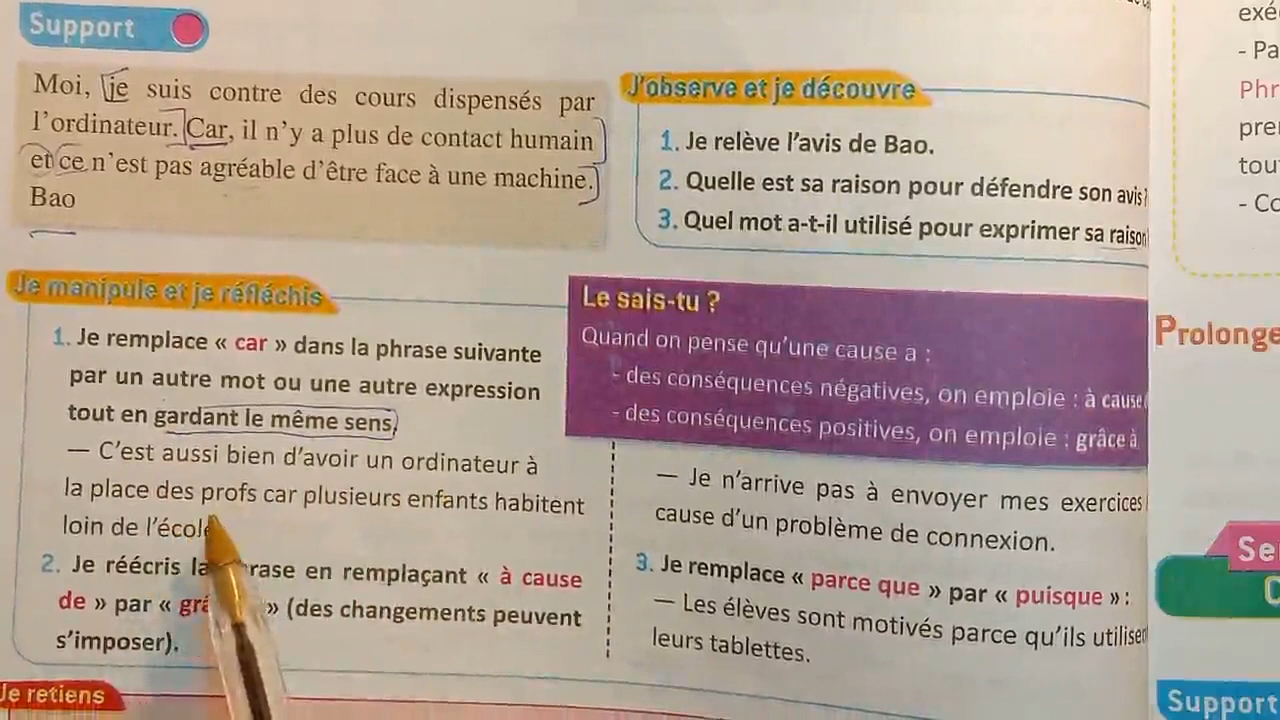 Support
Moi, je suis contre des cours dispensés par
l'ordinateur. Car, il n'y a plus de contact humain
et ce n'est pas agréable d'être face à une machine.
Bao
J'observe et je découvre
1. Je relève l'avis de Bao.
2. Quelle est sa raison pour défendre son avis?
3. Quel mot a-t-il utilisé pour exprimer sa raison
Je manipule et je réfléchis
1. Je remplace « car » dans la phrase suivante
par un autre mot ou une autre expression
tout en gardant le même sens,
— C'est aussi bien d'avoir un ordinateur à
la place des profs car plusieurs enfants habitent
loin de l'école
2. Je réécris la rase en remplaçant « à cause
de » par « gr » (des changements peuvent
s'imposer).
Le sais-tu ?
Quand on pense qu'une cause a :
- des conséquences négatives, on emploie : à cause
- des conséquences positives, on emploie : grâce à
— Je n'arrive pas à envoyer mes exercices
cause d'un problème de connexion.
3. Je remplace « parce que » par « puisque » :
— Les élèves sont motivés parce qu'ils utilisen
leurs tablettes.
Je retiens
exé
- Pa
Phr
pre
tou
- Co
Prolonge
Se
C
Support